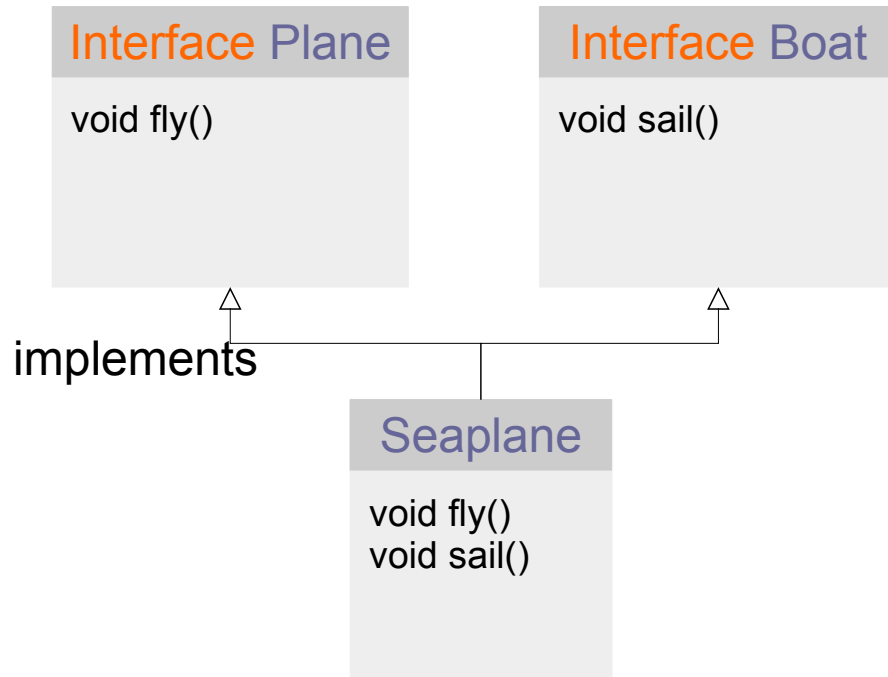 Interface Plane
void fly()
Interface Boat
void sail()
implements
Seaplane
void fly()
void sail()